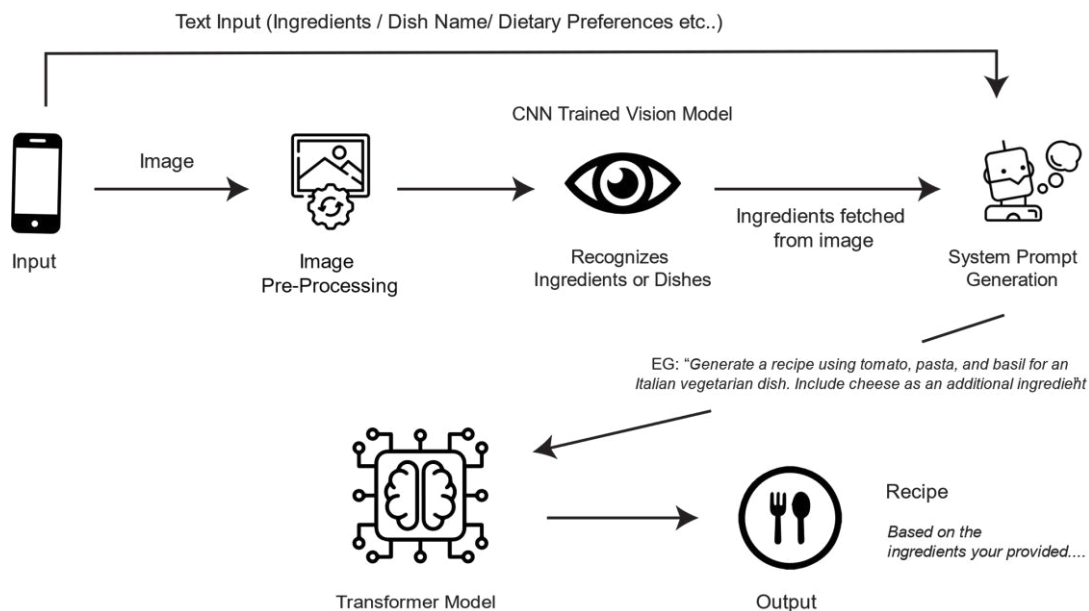 Text Input (Ingredients / Dish Name/ Dietary Preferences etc..)
CNN Trained Vision Model
Image
Ingredients fetched
from image
Input
Image
Pre-Processing
Recognizes
Ingredients or Dishes
System Prompt
Generation
EG: “Generate a recipe using tomato, pasta, and basil for an
Italian vegetarian dish. Include cheese as an additional ingredient”
Recipe
Based on the
ingredients your provided....
Transformer Model
Output